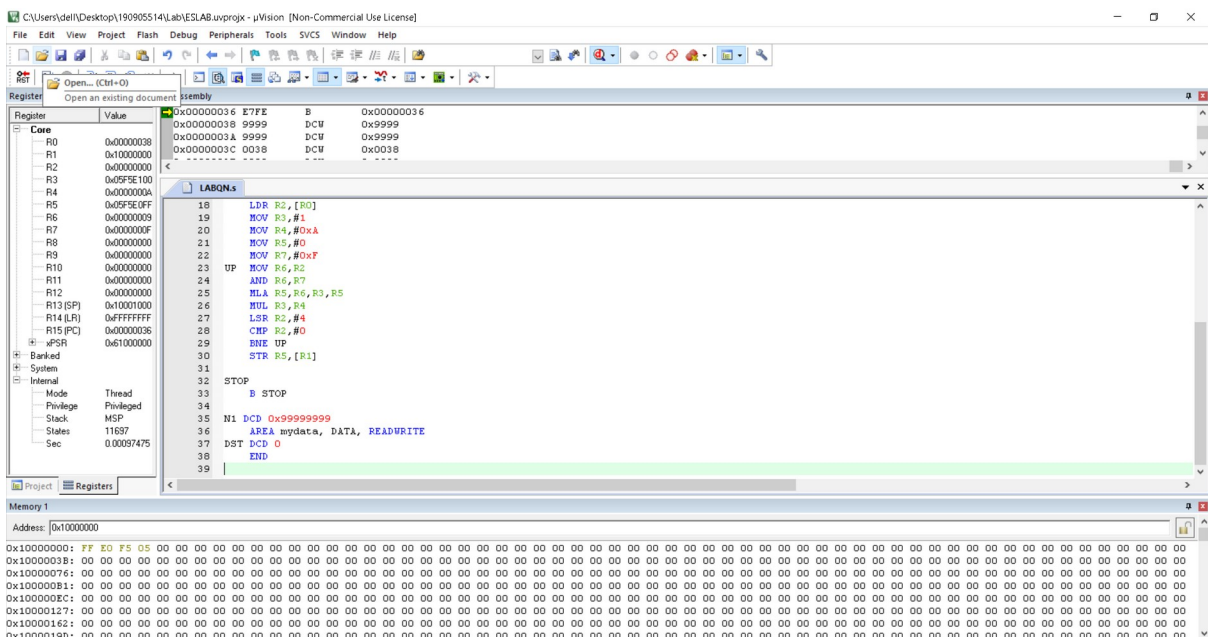 C:\Users\dell\Desktop\190905514\Lab\ESLAB.uvprojx - µVision [Non-Commercial Use License]
File Edit View Project Flash Debug Peripherals Tools SVCS Window Help
RST
Open... (Ctrl+O)
Open an existing document
Register
ssembly
Register Value
Core
R0 0x00000038
R1 0x10000000
R2 0x00000000
R3 0x05F5E100
R4 0x0000000A
R5 0x05F5E0FF
R6 0x00000009
R7 0x0000000F
R8 0x00000000
R9 0x00000000
R10 0x00000000
R11 0x00000000
R12 0x00000000
R13 (SP) 0x10001000
R14 (LR) 0xFFFFFFFF
R15 (PC) 0x00000036
xPSR 0x61000000
Banked
System
Internal
Mode Thread
Privilege Privileged
Stack MSP
States 11697
Sec 0.00097475
Project Registers
0x00000036 E7FE B 0x00000036
0x00000038 9999 DCW 0x9999
0x0000003A 9999 DCW 0x9999
0x0000003C 0038 DCW 0x0038
LABQN.s
18 LDR R2,[R0]
19 MOV R3,#1
20 MOV R4,#0xA
21 MOV R5,#0
22 MOV R7,#0xF
23 UP MOV R6,R2
24 AND R6,R7
25 MLA R5,R6,R3,R5
26 MUL R3,R4
27 LSR R2,#4
28 CMP R2,#0
29 BNE UP
30 STR R5,[R1]
31
32 STOP
33 B STOP
34
35 N1 DCD 0x99999999
36 AREA mydata, DATA, READWRITE
37 DST DCD 0
38 END
39
Memory 1
Address: 0x10000000
0x10000000: FF E0 F5 05 00 00 00 00 00 00 00 00 00 00 00 00 00 00 00 00 00 00 00 00 00 00 00 00 00 00 00 00 00 00 00 00 00 00 00 00 00 00 00 00 00 00 00 00 00 00 00 00 00 00 00 00 00 00 00
0x1000003B: 00 00 00 00 00 00 00 00 00 00 00 00 00 00 00 00 00 00 00 00 00 00 00 00 00 00 00 00 00 00 00 00 00 00 00 00 00 00 00 00 00 00 00 00 00 00 00 00 00 00 00 00 00 00 00 00 00 00 00
0x10000076: 00 00 00 00 00 00 00 00 00 00 00 00 00 00 00 00 00 00 00 00 00 00 00 00 00 00 00 00 00 00 00 00 00 00 00 00 00 00 00 00 00 00 00 00 00 00 00 00 00 00 00 00 00 00 00 00 00 00 00
0x100000B1: 00 00 00 00 00 00 00 00 00 00 00 00 00 00 00 00 00 00 00 00 00 00 00 00 00 00 00 00 00 00 00 00 00 00 00 00 00 00 00 00 00 00 00 00 00 00 00 00 00 00 00 00 00 00 00 00 00 00 00
0x100000EC: 00 00 00 00 00 00 00 00 00 00 00 00 00 00 00 00 00 00 00 00 00 00 00 00 00 00 00 00 00 00 00 00 00 00 00 00 00 00 00 00 00 00 00 00 00 00 00 00 00 00 00 00 00 00 00 00 00 00 00
0x10000127: 00 00 00 00 00 00 00 00 00 00 00 00 00 00 00 00 00 00 00 00 00 00 00 00 00 00 00 00 00 00 00 00 00 00 00 00 00 00 00 00 00 00 00 00 00 00 00 00 00 00 00 00 00 00 00 00 00 00 00
0x10000162: 00 00 00 00 00 00 00 00 00 00 00 00 00 00 00 00 00 00 00 00 00 00 00 00 00 00 00 00 00 00 00 00 00 00 00 00 00 00 00 00 00 00 00 00 00 00 00 00 00 00 00 00 00 00 00 00 00 00 00